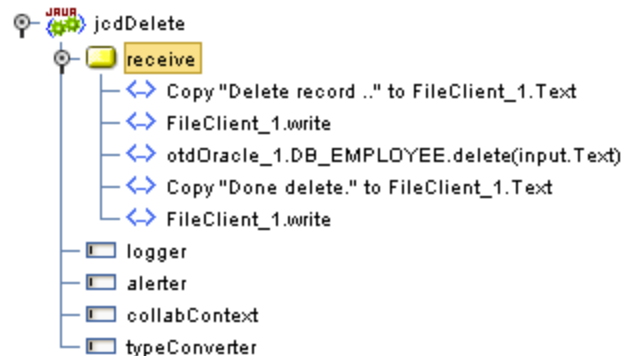 JAVA
jcdDelete
receive
Copy "Delete record .." to FileClient_1.Text
FileClient_1.write
otdOracle_1.DB_EMPLOYEE.delete(input.Text)
Copy "Done delete." to FileClient_1.Text
FileClient_1.write
logger
alerter
collabContext
typeConverter